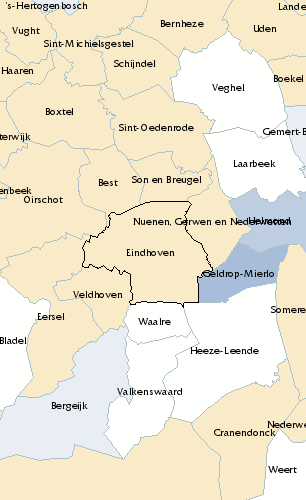 's-Hertogenbosch
Lande
Bernheze
Uden
Vught
Sint-Michielsgestel
Schijndel
Haaren
Boekel
Veghel
Boxtel
Sint-Oedenrode
Gemert-B
terwijk
Laarbeek
Best
Son en Breugel
nbeek
Oirschot
Nuenen, Gerwen en Nederwetten
Helmond
Eindhoven
Geldrop-Mierlo
Veldhoven
Eersel
Somere
Waalre
Bladel
Heeze-Leende
Valkenswaard
Bergeijk
Nederwe
Cranendonck
Weert